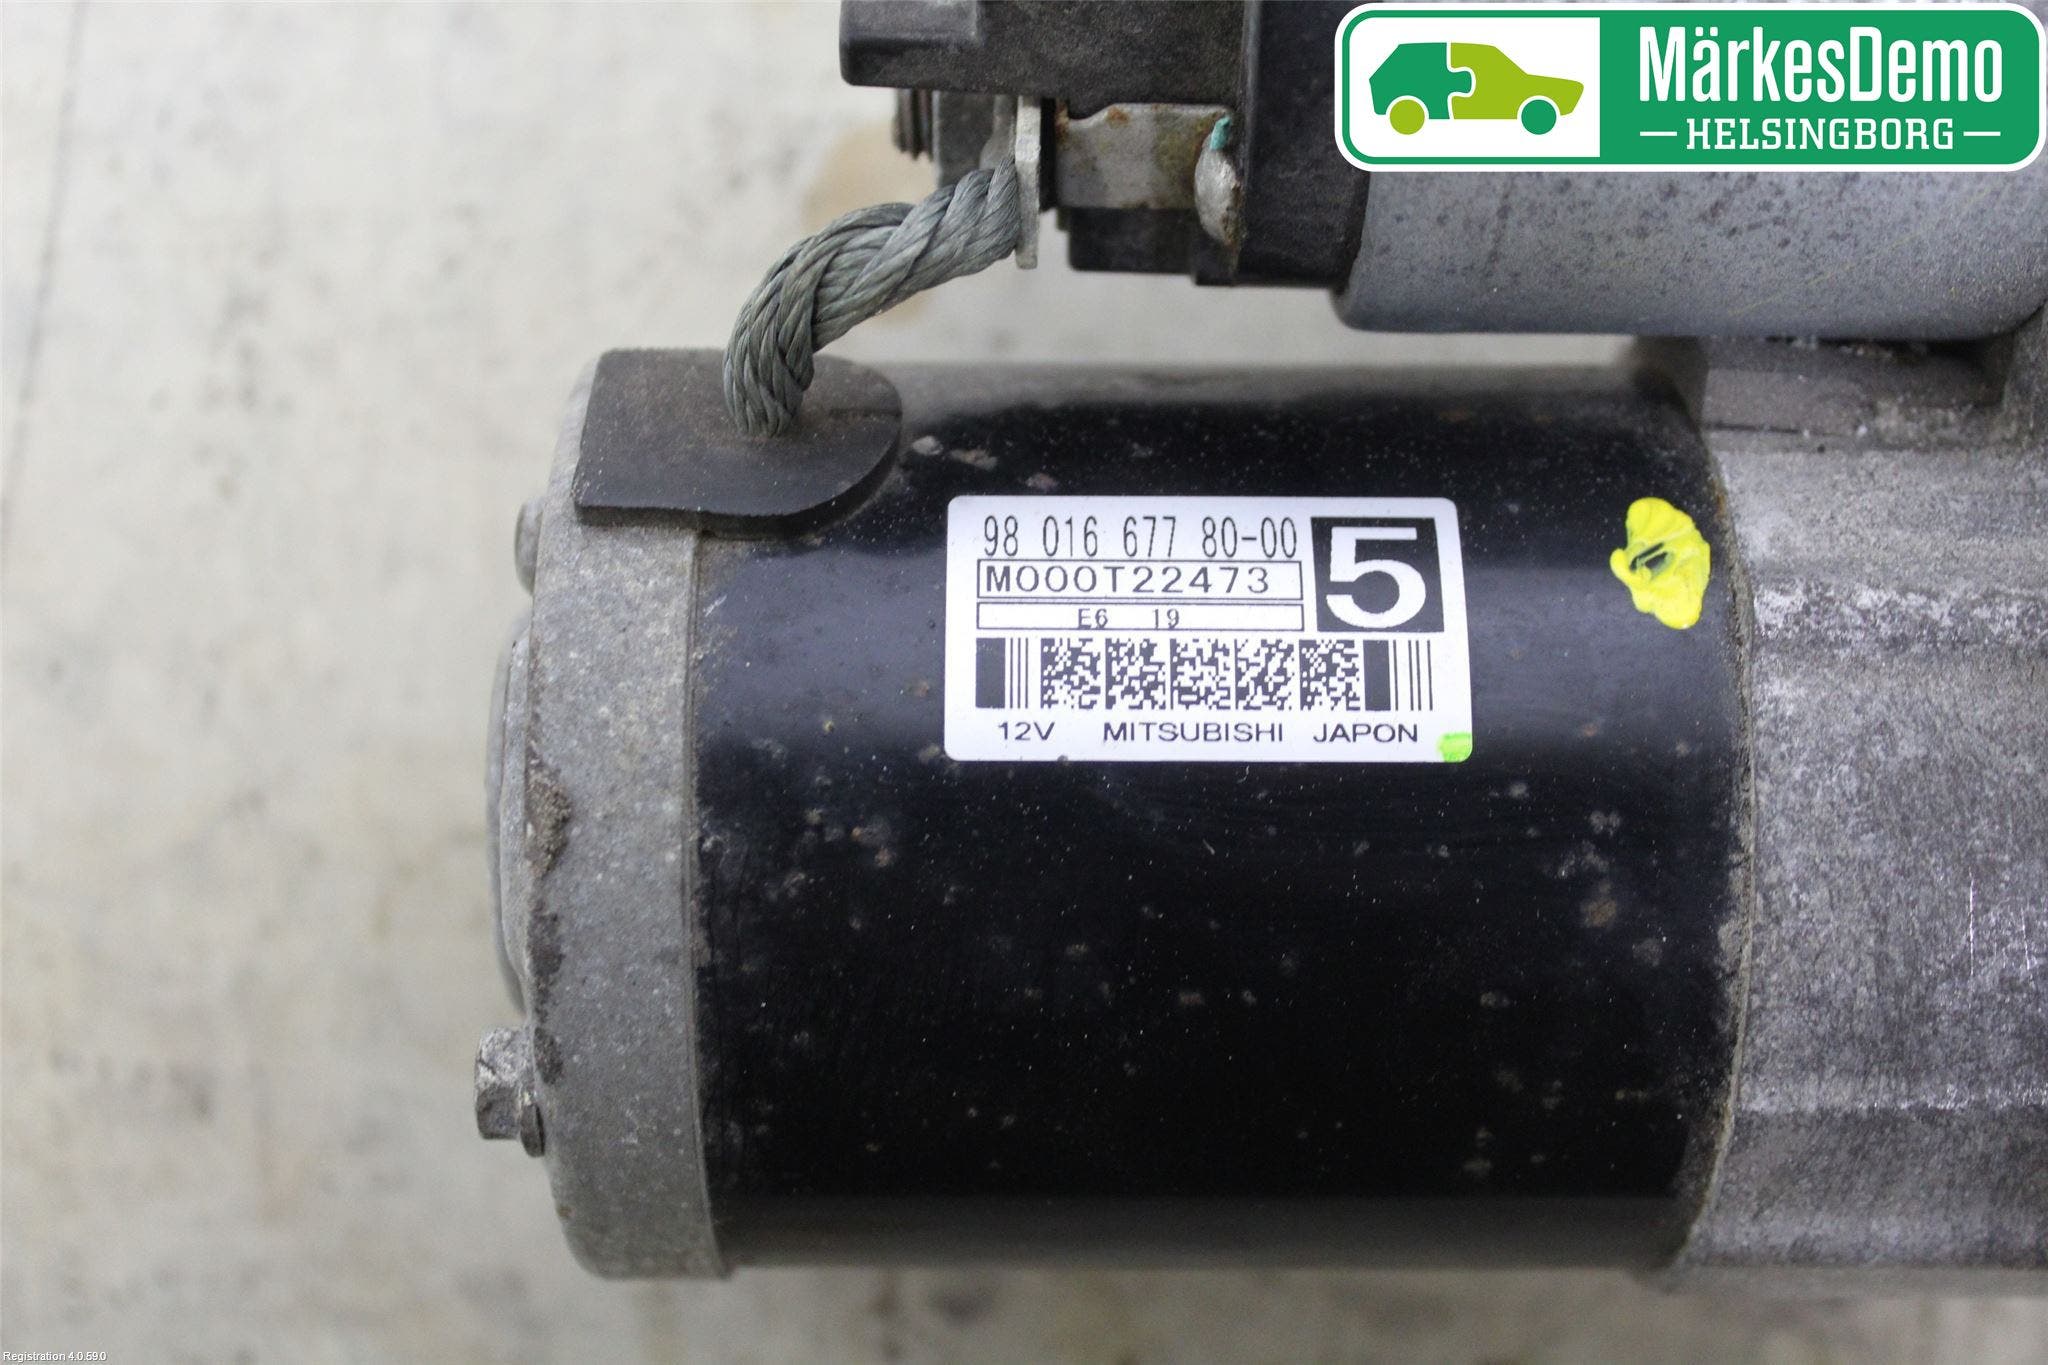 MärkesDemo
HELSINGBORG
98 016 677 80-00
5
M000T22473
E6 19
12V MITSUBISHI JAPON
Registration 4.0.59.0